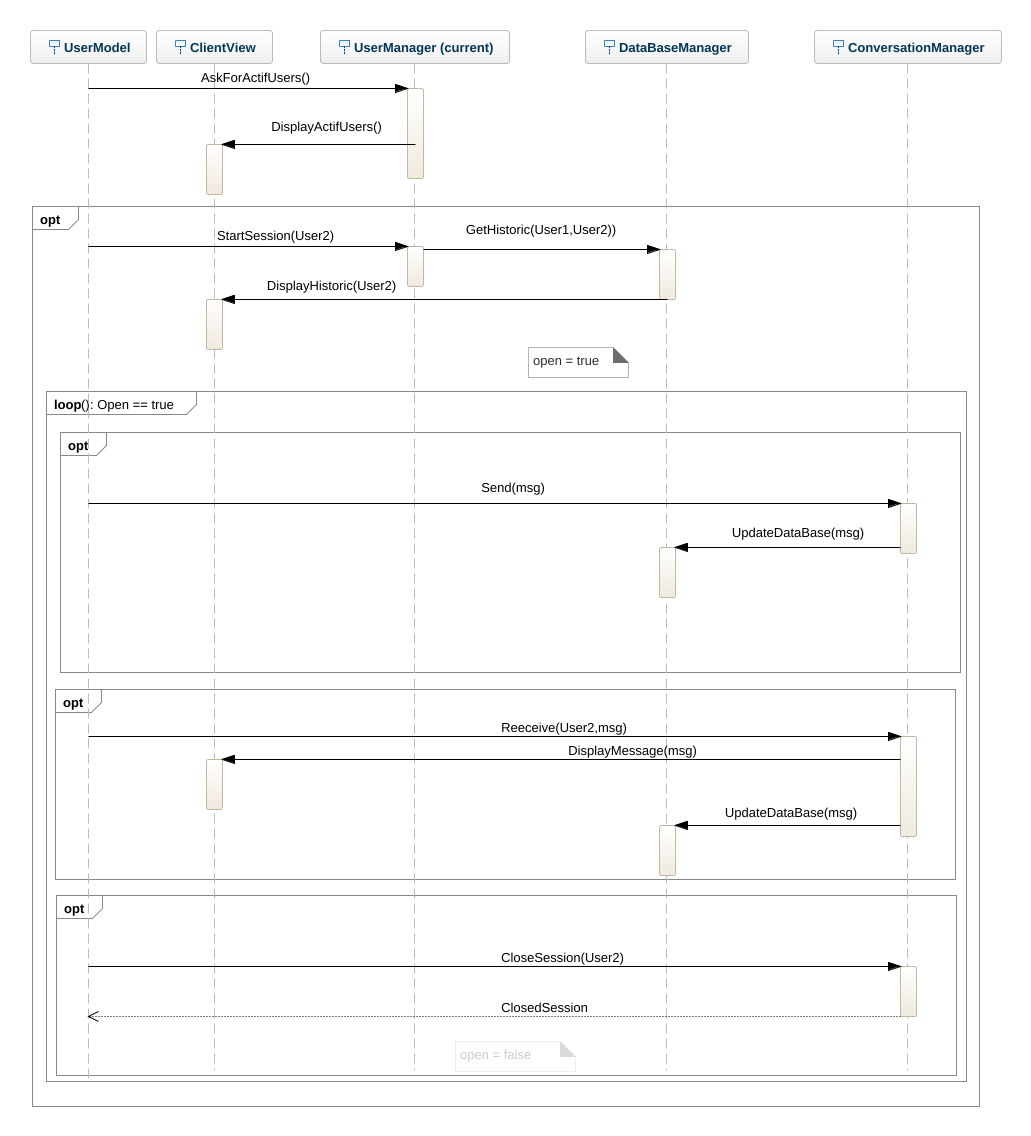 UserModel
ClientView
UserManager (current)
DataBaseManager
ConversationManager
AskForActifUsers()
DisplayActifUsers()
opt
StartSession(User2)
GetHistoric(User1,User2))
DisplayHistoric(User2)
open = true
loop(): Open == true
opt
Send(msg)
UpdateDataBase(msg)
opt
Reeceive(User2,msg)
DisplayMessage(msg)
UpdateDataBase(msg)
opt
CloseSession(User2)
ClosedSession
open = false